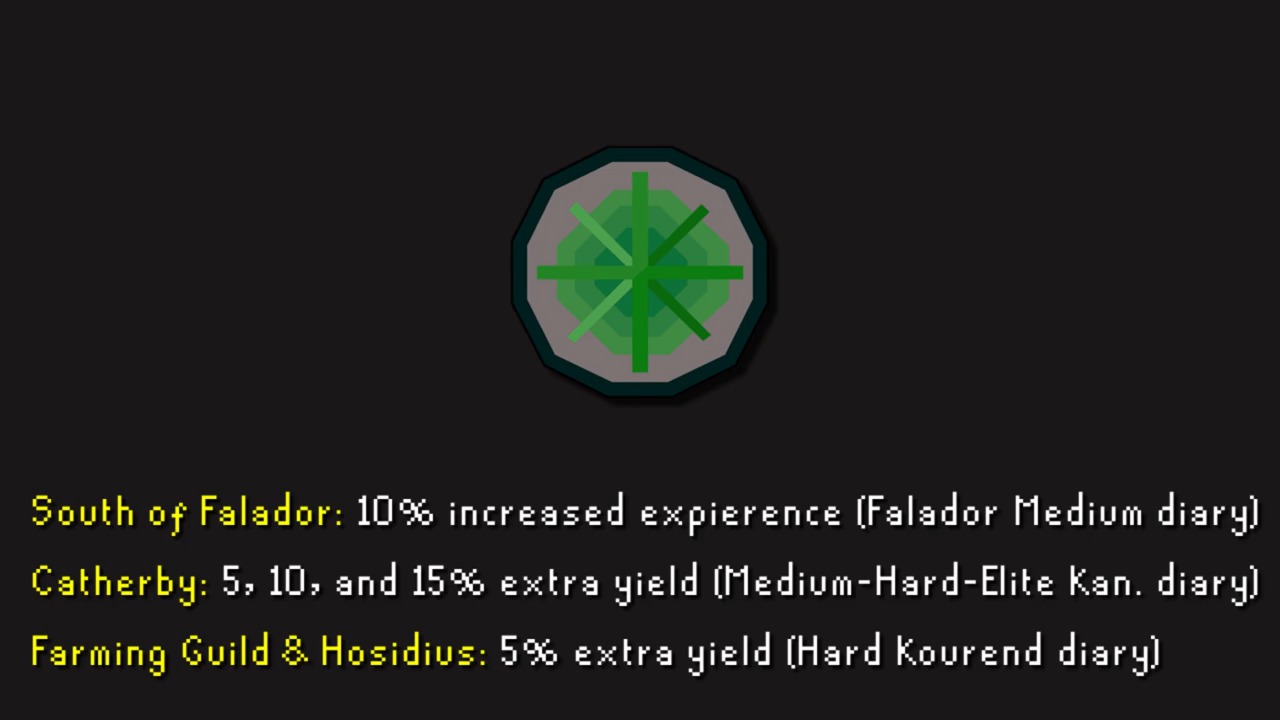 South of Falador: 10% increased expierence (Falador Medium diary)
Catherby: 5, 10, and 15% extra yield (Medium-Hard-Elite Kan. diary)
Farming Guild & Hosidius: 5% extra yield (Hard Kourend diary)